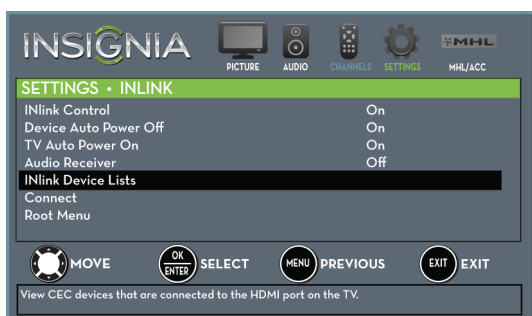 INSIGNIA
PICTURE AUDIO CHANNELS SETTINGS MHL MHL/ACC
SETTINGS • INLINK
INlink Control On
Device Auto Power Off On
TV Auto Power On On
Audio Receiver Off
INlink Device Lists
Connect
Root Menu
MOVE OK ENTER SELECT MENU PREVIOUS EXIT EXIT
View CEC devices that are connected to the HDMI port on the TV.